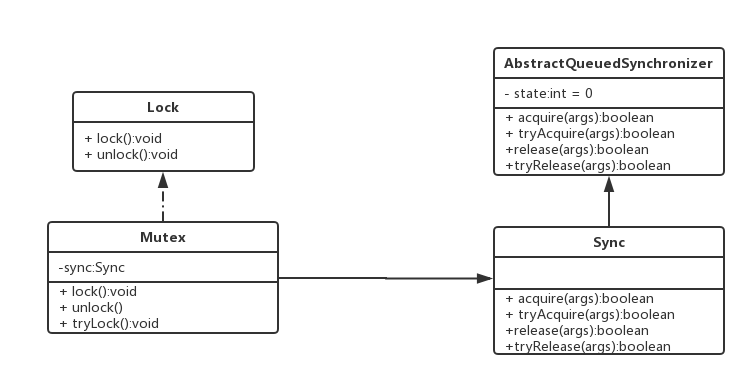 Lock
+ lock():void
+ unlock():void
Mutex
-sync:Sync
+ lock():void
+ unlock()
+ tryLock():void
AbstractQueuedSynchronizer
- state:int = 0
+ acquire(args):boolean
+ tryAcquire(args):boolean
+release(args):boolean
+tryRelease(args):boolean
Sync
+ acquire(args):boolean
+ tryAcquire(args):boolean
+release(args):boolean
+tryRelease(args):boolean